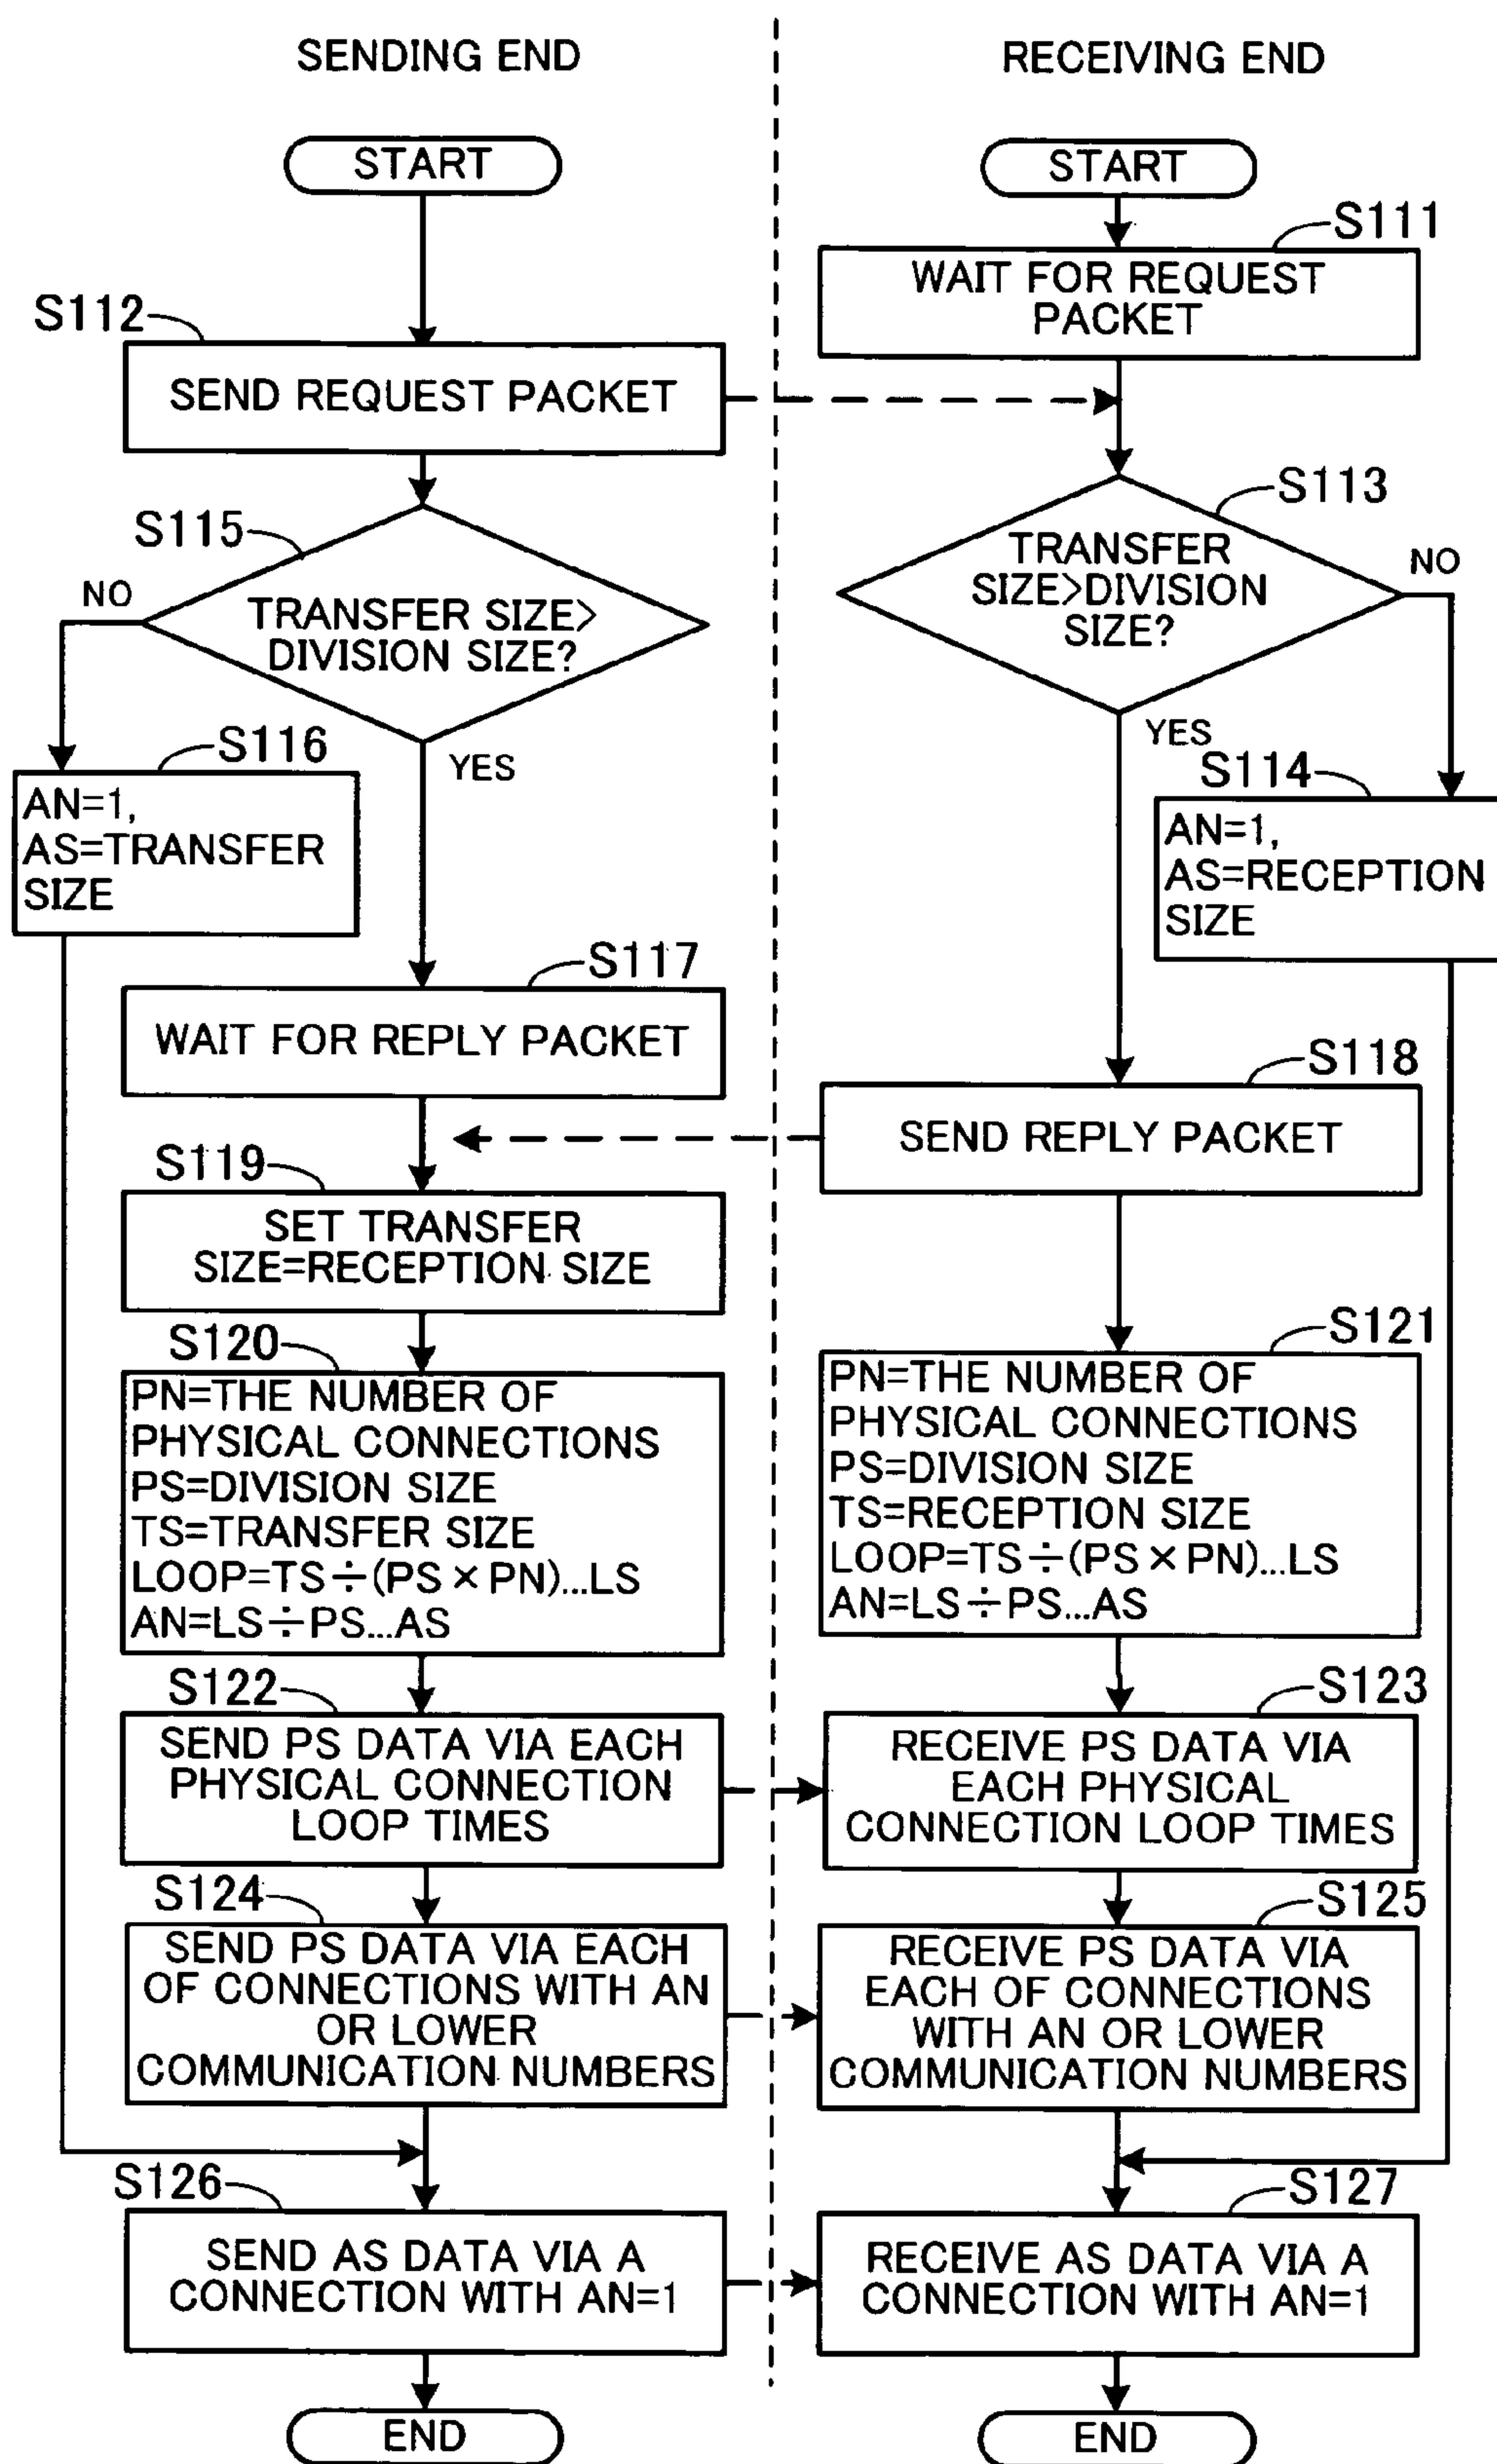 SENDING END
RECEIVING END
START
START
S111
WAIT FOR REQUEST
PACKET
S112
SEND REQUEST PACKET
S113
TRANSFER
SIZE>DIVISION
SIZE?
NO
YES
S115
TRANSFER SIZE>
DIVISION SIZE?
NO
YES
S116
AN=1,
AS=TRANSFER
SIZE
S114
AN=1,
AS=RECEPTION
SIZE
S117
WAIT FOR REPLY PACKET
S118
SEND REPLY PACKET
S119
SET TRANSFER
SIZE=RECEPTION SIZE
S120
PN=THE NUMBER OF
PHYSICAL CONNECTIONS
PS=DIVISION SIZE
TS=TRANSFER SIZE
LOOP=TS÷(PS×PN)...LS
AN=LS÷PS...AS
S121
PN=THE NUMBER OF
PHYSICAL CONNECTIONS
PS=DIVISION SIZE
TS=RECEPTION SIZE
LOOP=TS÷(PS×PN)...LS
AN=LS÷PS...AS
S122
SEND PS DATA VIA EACH
PHYSICAL CONNECTION
LOOP TIMES
S123
RECEIVE PS DATA VIA
EACH PHYSICAL
CONNECTION LOOP TIMES
S124
SEND PS DATA VIA EACH
OF CONNECTIONS WITH AN
OR LOWER
COMMUNICATION NUMBERS
S125
RECEIVE PS DATA VIA
EACH OF CONNECTIONS
WITH AN OR LOWER
COMMUNICATION NUMBERS
S126
SEND AS DATA VIA A
CONNECTION WITH AN=1
S127
RECEIVE AS DATA VIA A
CONNECTION WITH AN=1
END
END